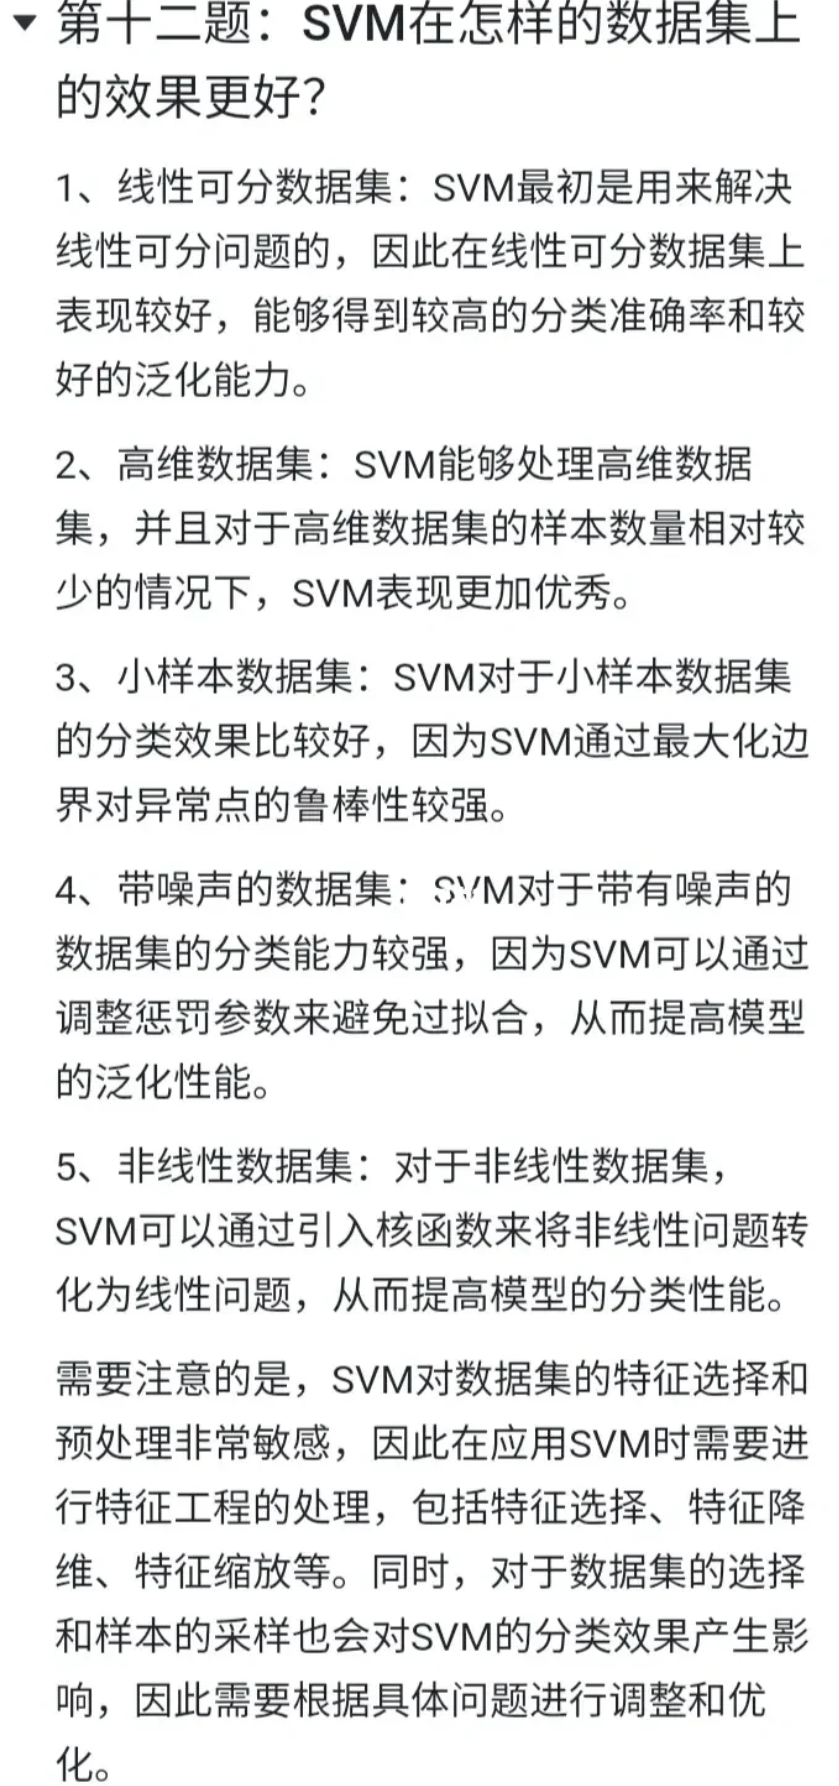 第十二题：SVM在怎样的数据集上
的效果更好？
1、线性可分数据集：SVM最初是用来解决
线性可分问题的，因此在线性可分数据集上
表现较好，能够得到较高的分类准确率和较
好的泛化能力。
2、高维数据集：SVM能够处理高维数据
集，并且对于高维数据集的样本数量相对较
少的情况下，SVM表现更加优秀。
3、小样本数据集：SVM对于小样本数据集
的分类效果比较好，因为SVM通过最大化边
界对异常点的鲁棒性较强。
4、带噪声的数据集：SVM对于带有噪声的
数据集的分类能力较强，因为SVM可以通过
调整惩罚参数来避免过拟合，从而提高模型
的泛化性能。
5、非线性数据集：对于非线性数据集，
SVM可以通过引入核函数来将非线性问题转
化为线性问题，从而提高模型的分类性能。
需要注意的是，SVM对数据集的特征选择和
预处理非常敏感，因此在应用SVM时需要进
行特征工程的处理，包括特征选择、特征降
维、特征缩放等。同时，对于数据集的选择
和样本的采样也会对SVM的分类效果产生影
响，因此需要根据具体问题进行调整和优
化。